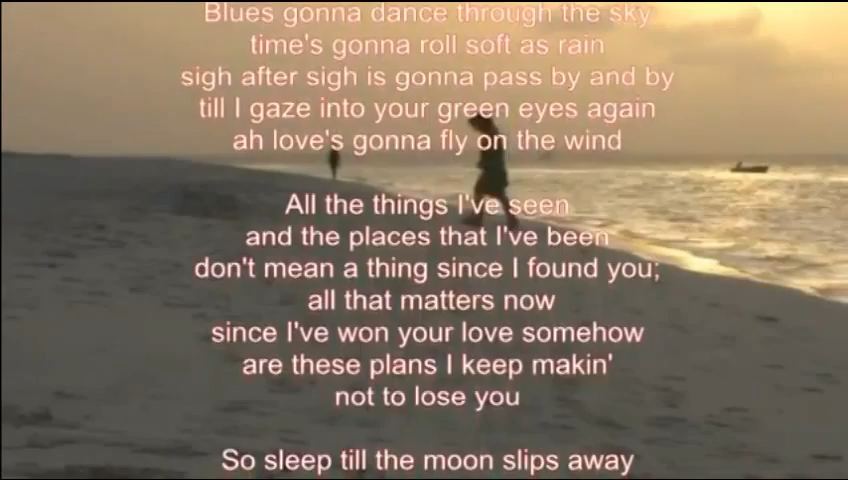 Blues gonna dance through the sky
time's gonna roll soft as rain
sigh after sigh is gonna pass by and by
till I gaze into your green eyes again
ah love's gonna fly on the wind
All the things I've seen
and the places that I've been
don't mean a thing since I found you;
all that matters now
since I've won your love somehow
are these plans I keep makin'
not to lose you
So sleep till the moon slips away